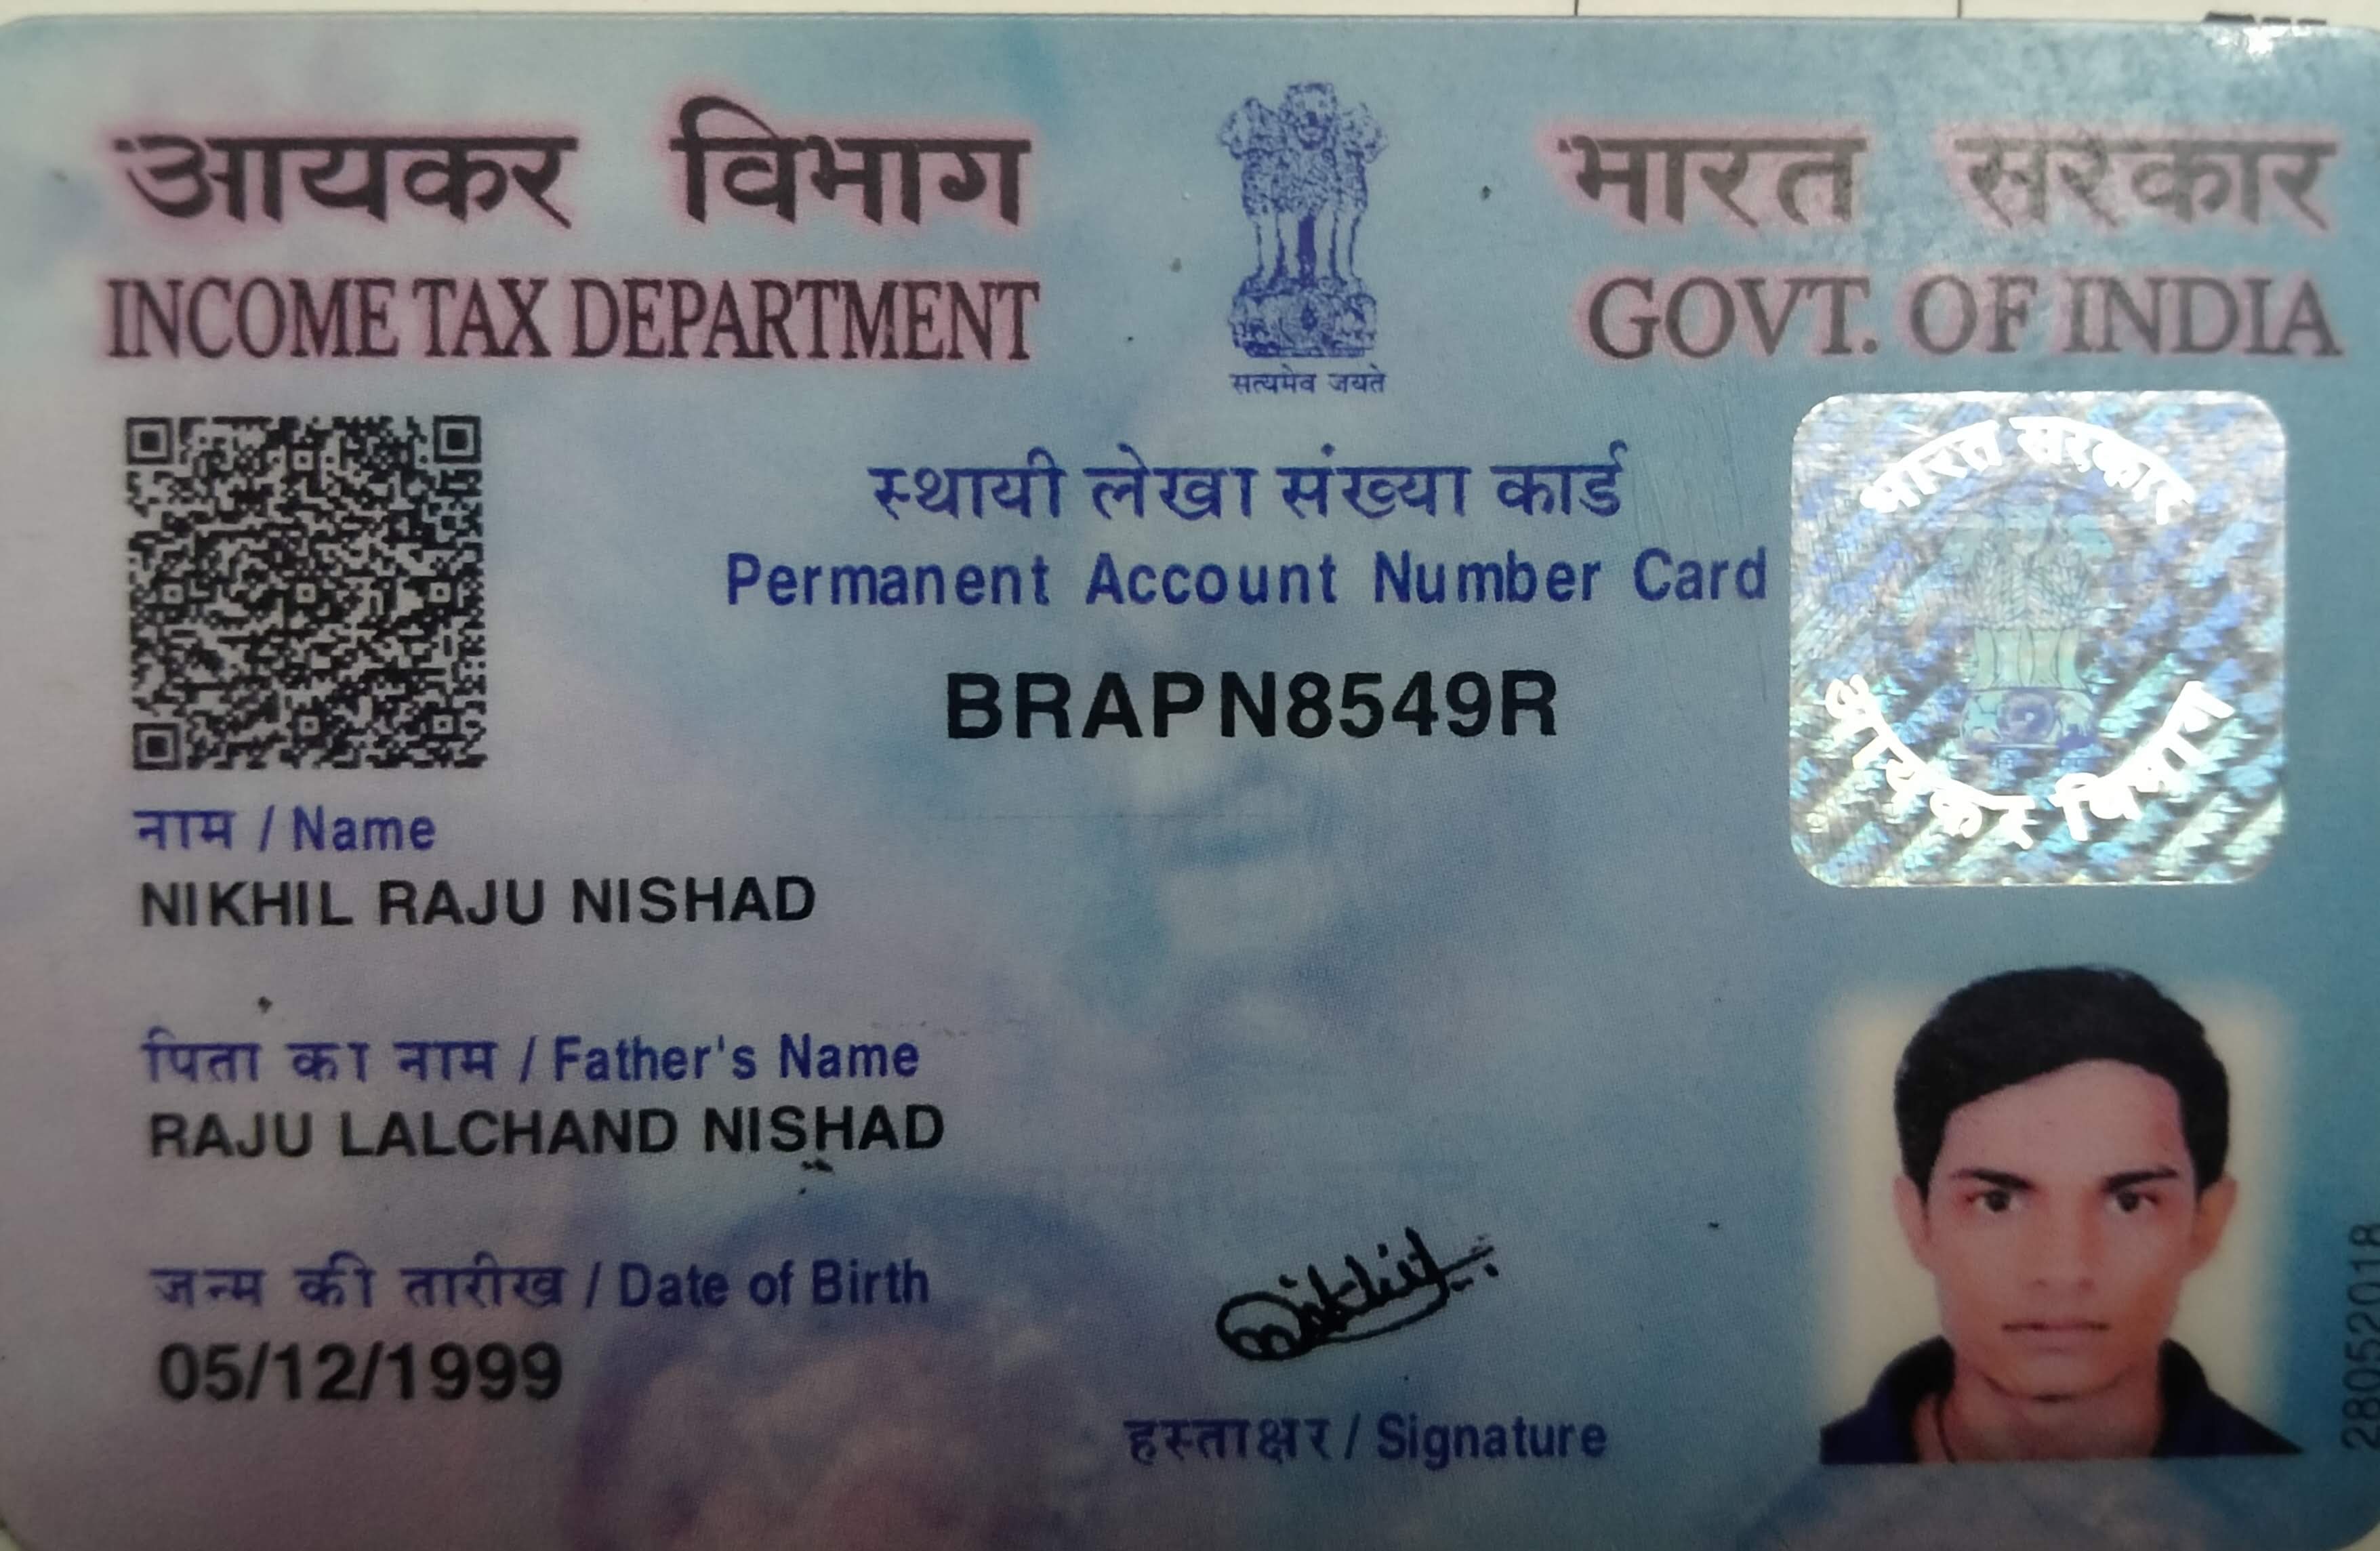 आयकर विभाग
INCOME TAX DEPARTMENT
सत्यमेव जयते
भारत सरकार
GOVT. OF INDIA
स्थायी लेखा संख्या कार्ड
Permanent Account Number Card
BRAPN8549R
भारत सरकार
आयकर विभाग
नाम / Name
NIKHIL RAJU NISHAD
पिता का नाम / Father's Name
RAJU LALCHAND NISHAD
जन्म की तारीख / Date of Birth
05/12/1999
हस्ताक्षर / Signature
28052018